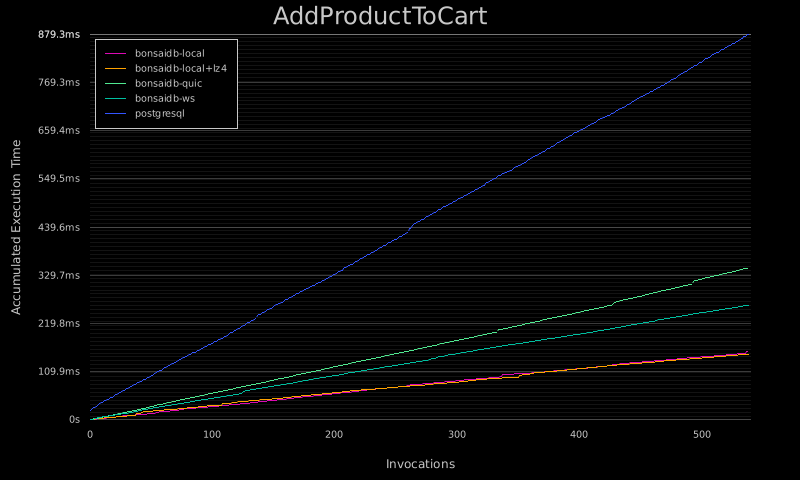 AddProductToCart
879.3ms
769.3ms
659.4ms
549.5ms
439.6ms
329.7ms
219.8ms
109.9ms
0s
Accumulated Execution Time
bonsaidb-local
bonsaidb-local+lz4
bonsaidb-quic
bonsaidb-ws
postgresql
0 100 200 300 400 500
Invocations